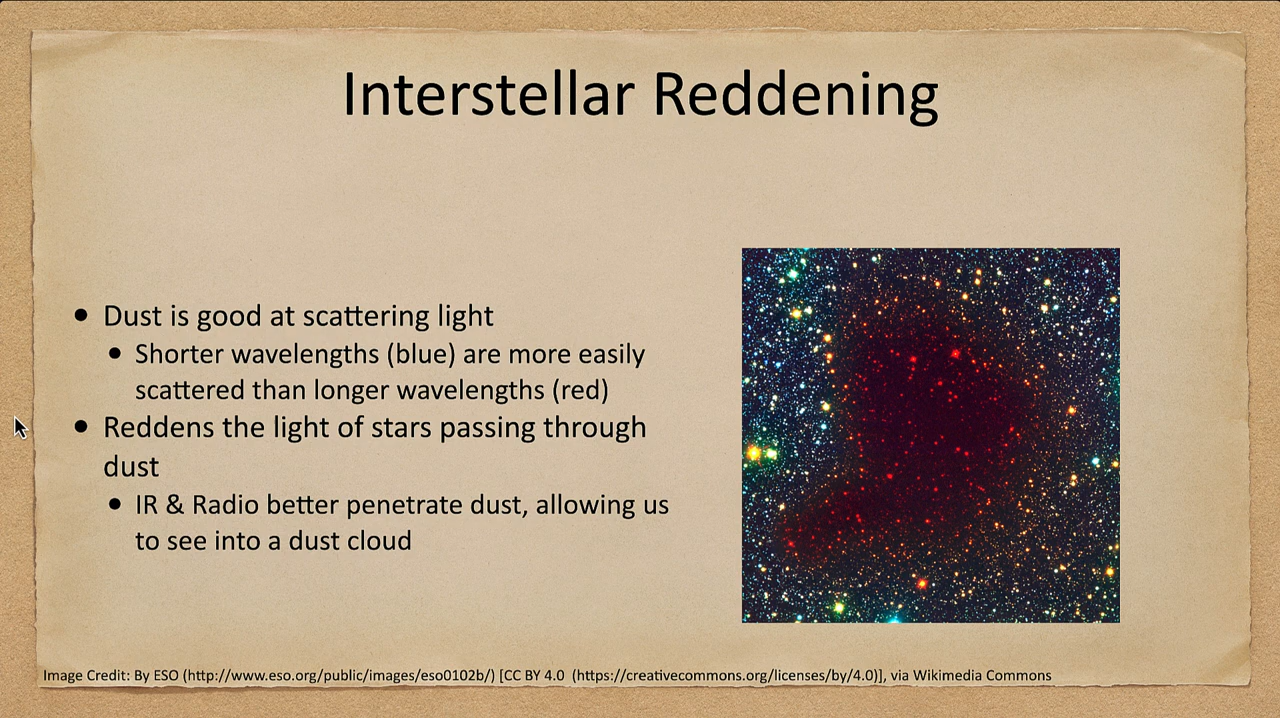 Interstellar Reddening
• Dust is good at scattering light
• Shorter wavelengths (blue) are more easily
scattered than longer wavelengths (red)
• Reddens the light of stars passing through
dust
• IR & Radio better penetrate dust, allowing us
to see into a dust cloud
Image Credit: By ESO (http://www.eso.org/public/images/eso0102b/) [CC BY 4.0 (https://creativecommons.org/licenses/by/4.0)], via Wikimedia Commons